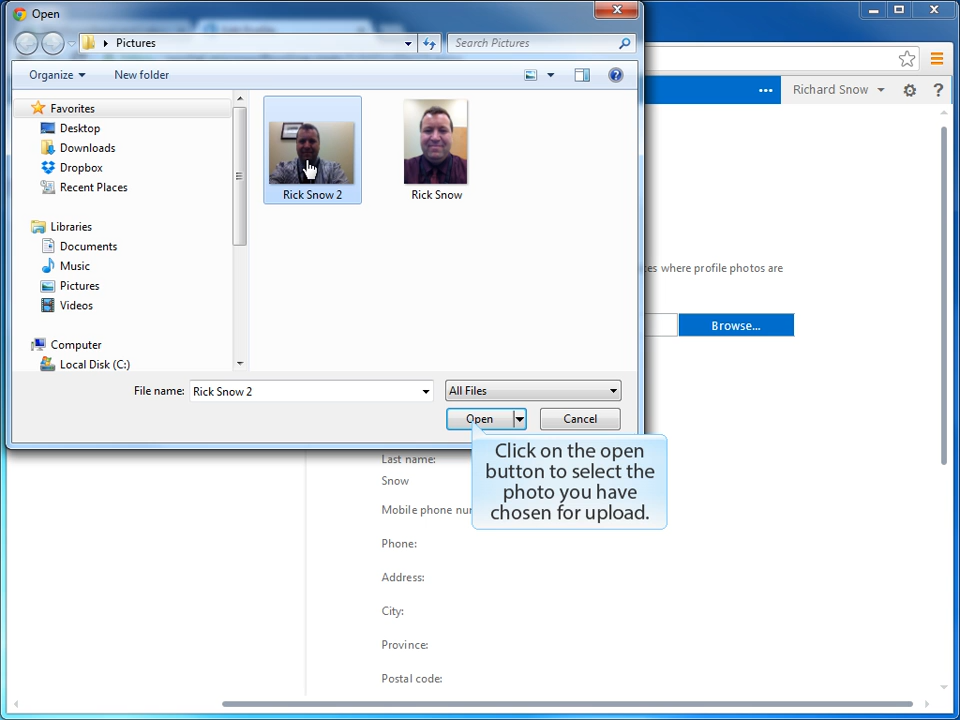 Open
Pictures
Search Pictures
Organize
New folder
Richard Snow
?
Favorites
Desktop
Downloads
Dropbox
Recent Places
Rick Snow 2
Rick Snow
Libraries
Documents
Music
Pictures
Videos
Computer
Local Disk (C:)
where profile photos are
Browse...
File name:
Rick Snow 2
All Files
Open
Cancel
Click on the open
button to select the
photo you have
chosen for upload.
Last name:
Snow
Mobile phone
Phone:
Address:
City:
Province:
Postal code: